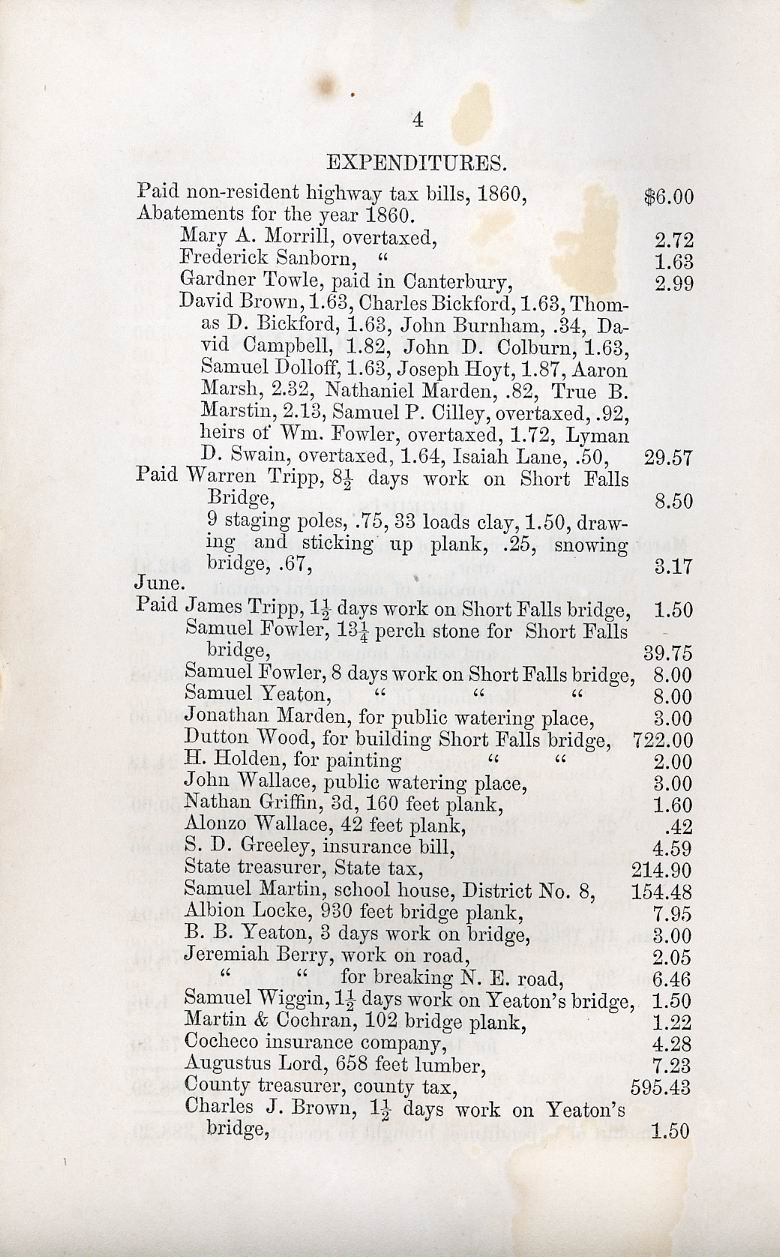 4
EXPENDITURES.
Paid non-resident highway tax bills, 1860, $6.00
Abatements for the year 1860.
Mary A. Morrill, overtaxed, 2.72
Frederick Sanborn, “ 1.63
Gardner Towle, paid in Canterbury, 2.99
David Brown, 1.63, Charles Bickford, 1.63, Thom-
as D. Bickford, 1.63, John Burnham, .34, Da-
vid Campbell, 1.82, John D. Colburn, 1.63,
Samuel Dolloff, 1.63, Joseph Hoyt, 1.87, Aaron
Marsh, 2.32, Nathaniel Marden, .82, True B.
Marstin, 2.13, Samuel P. Cilley, overtaxed, .92,
heirs of Wm. Fowler, overtaxed, 1.72, Lyman
D. Swain, overtaxed, 1.64, Isaiah Lane, .50, 29.57
Paid Warren Tripp, 8½ days work on Short Falls
Bridge, 8.50
9 staging poles, .75, 33 loads clay, 1.50, draw-
ing and sticking up plank, .25, snowing
bridge, .67, 3.17
June.
Paid James Tripp, 1½ days work on Short Falls bridge, 1.50
Samuel Fowler, 13¼ perch stone for Short Falls
bridge, 39.75
Samuel Fowler, 8 days work on Short Falls bridge, 8.00
Samuel Yeaton, “ “ “ 8.00
Jonathan Marden, for public watering place, 3.00
Dutton Wood, for building Short Falls bridge, 722.00
H. Holden, for painting “ “ 2.00
John Wallace, public watering place, 3.00
Nathan Griffin, 3d, 160 feet plank, 1.60
Alonzo Wallace, 42 feet plank, .42
S. D. Greeley, insurance bill, 4.59
State treasurer, State tax, 214.90
Samuel Martin, school house, District No. 8, 154.48
Albion Locke, 930 feet bridge plank, 7.95
B. B. Yeaton, 3 days work on bridge, 3.00
Jeremiah Berry, work on road, 2.05
“ “ for breaking N. E. road, 6.46
Samuel Wiggin, 1½ days work on Yeaton's bridge, 1.50
Martin & Cochran, 102 bridge plank, 1.22
Cocheco insurance company, 4.28
Augustus Lord, 658 feet lumber, 7.23
County treasurer, county tax, 595.43
Charles J. Brown, 1½ days work on Yeaton's
bridge, 1.50